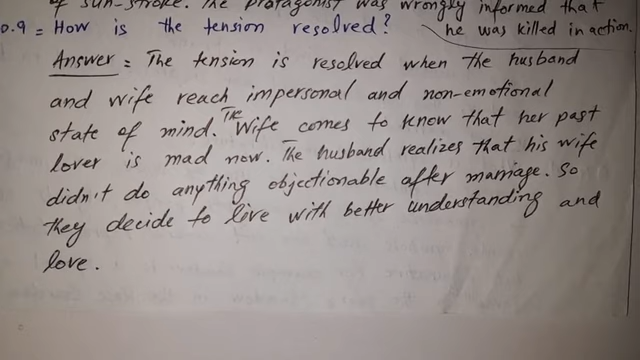 of sun-stroke. The protagonist was wrongly informed that
he was killed in action.
Q.9 = How is the tension resolved?
Answer = The tension is resolved when the husband
and wife reach impersonal and non-emotional
state of mind. The Wife comes to know that her past
lover is mad now. The husband realizes that his wife
didn't do anything objectionable after marriage. So
they decide to live with better understanding and
love.